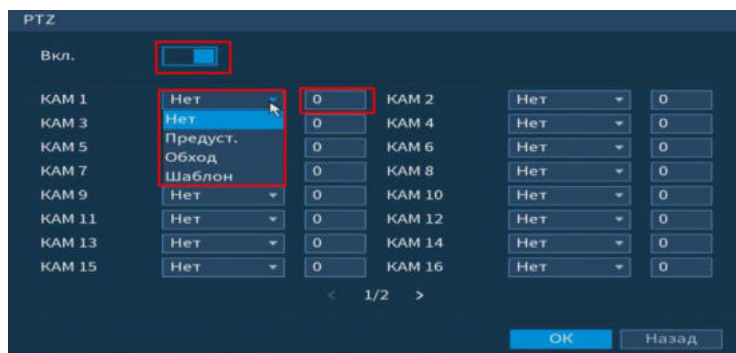 PTZ
Вкл.
КАМ 1 Нет 0 КАМ 2 Нет 0
КАМ 3 Нет 0 КАМ 4 Нет 0
КАМ 5 Предуст. 0 КАМ 6 Нет 0
Обход
КАМ 7 Шаблон 0 КАМ 8 Нет 0
КАМ 9 Нет 0 КАМ 10 Нет 0
КАМ 11 Нет 0 КАМ 12 Нет 0
КАМ 13 Нет 0 КАМ 14 Нет 0
КАМ 15 Нет 0 КАМ 16 Нет 0
< 1/2 >
ОК Назад